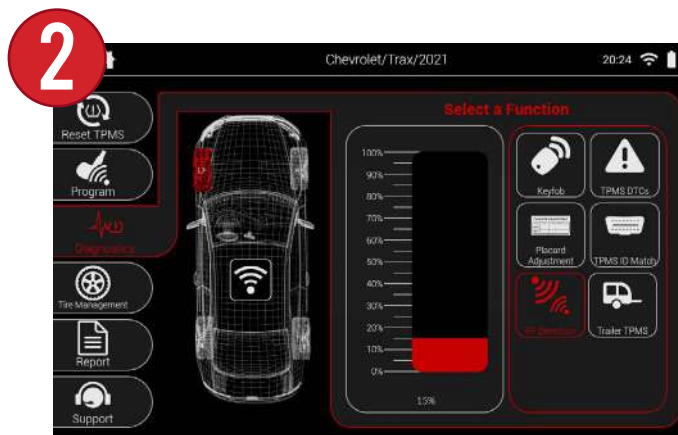 2
Chevrolet/Trax/2021
20:24
Reset TPMS
Program
Diagnostics
Tire Management
Report
Support
Select a Function
100%
90%
80%
70%
60%
50%
40%
30%
20%
10%
0%
15%
Keyfob
TPMS DTCs
Placard
Adjustment
TPMS ID Match
RF Detection
Trailer TPMS